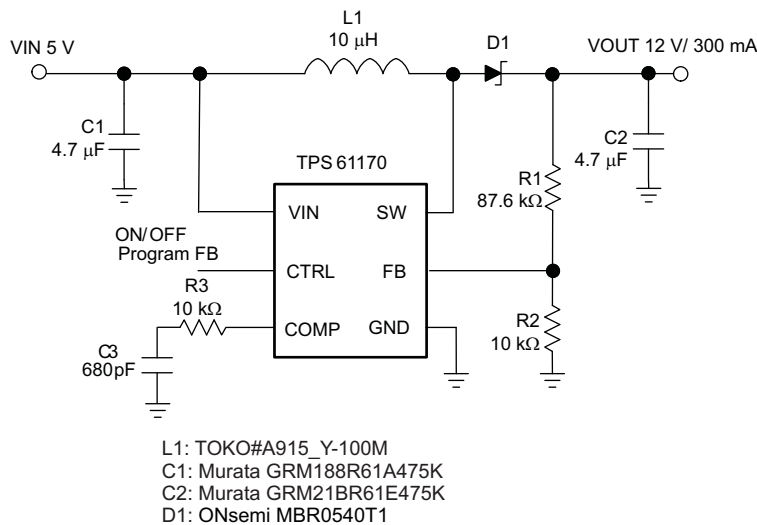 L1
10 μH
D1
VIN 5 V
VOUT 12 V/ 300 mA
C1
4.7 μF
C2
4.7 μF
TPS 61170
R1
87.6 kΩ
VIN
SW
ON/OFF
Program FB
CTRL
FB
R3
10 kΩ
COMP
GND
R2
10 kΩ
C3
680pF
L1: TOKO#A915_Y-100M
C1: Murata GRM188R61A475K
C2: Murata GRM21BR61E475K
D1: ONsemi MBR0540T1